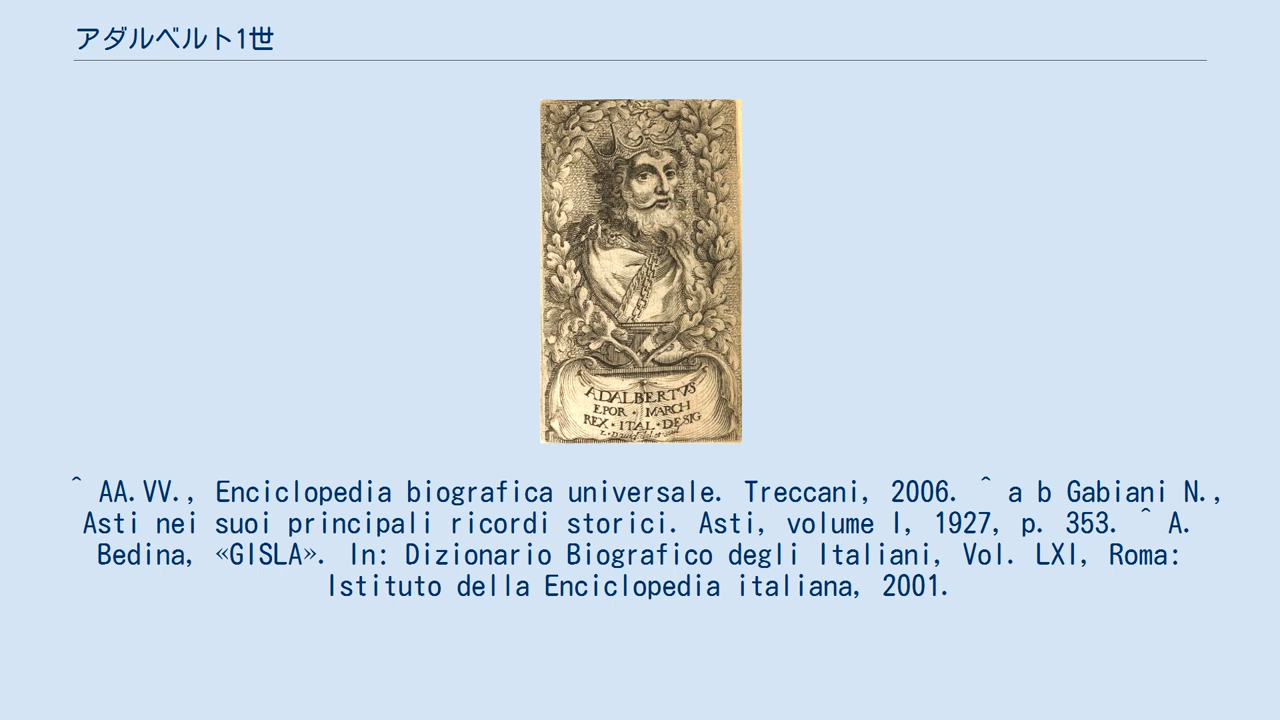 アダルベルト1世
ADALBERTVS
EPOR · MARCH
REX · ITAL · DESIG
^ AA.VV., Enciclopedia biografica universale. Treccani, 2006. ^ a b Gabiani N.,
Asti nei suoi principali ricordi storici. Asti, volume I, 1927, p. 353. ^ A.
Bedina, «GISLA». In: Dizionario Biografico degli Italiani, Vol. LXI, Roma:
Istituto della Enciclopedia italiana, 2001.